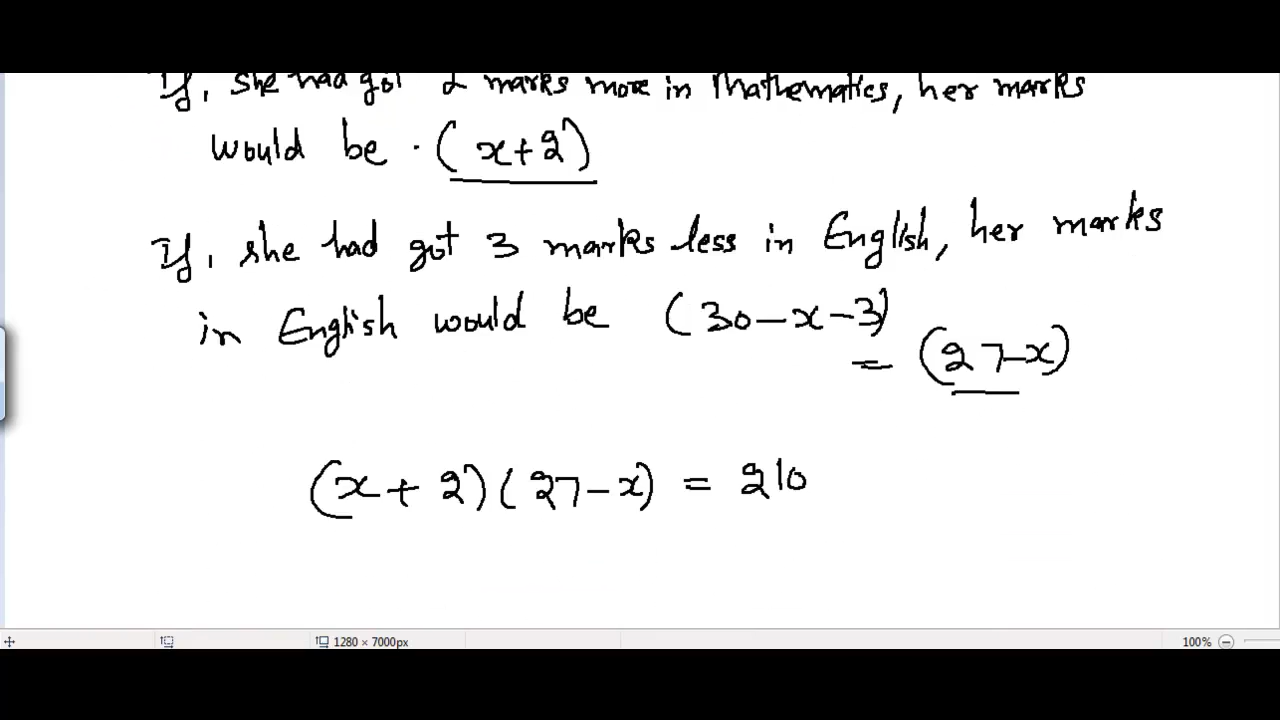 If, she had got 2 marks more in Mathematics, her marks
would be (x+2)
If, she had got 3 marks less in English, her marks
in English would be (30-x-3)
= (27-x)
(x+2)(27-x) = 210
1280 × 7000px
100%